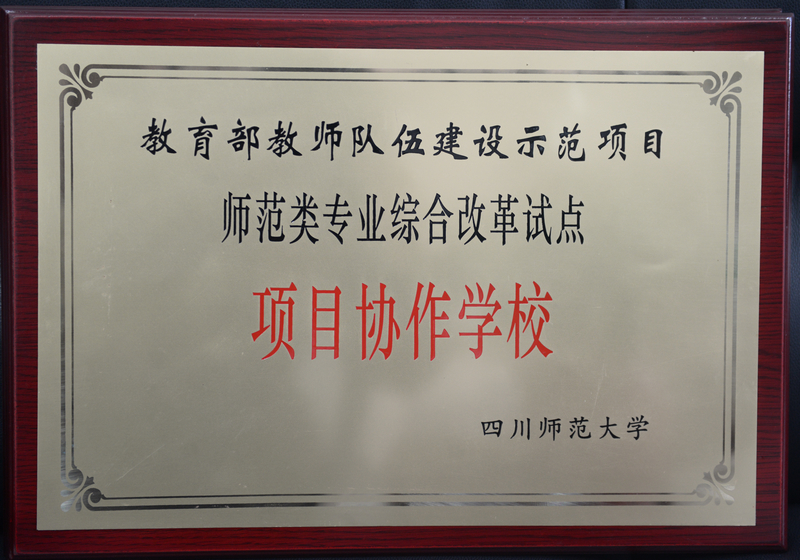 教育部教师队伍建设示范项目
师范类专业综合改革试点
项目协作学校
四川师范大学